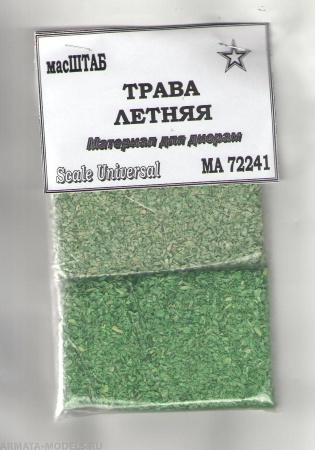 масШТАБ
ТРАВА
ЛЕТНЯЯ
Материал для диорам
Scale Universal
МА 72241
ARMATA-MODELS.RU